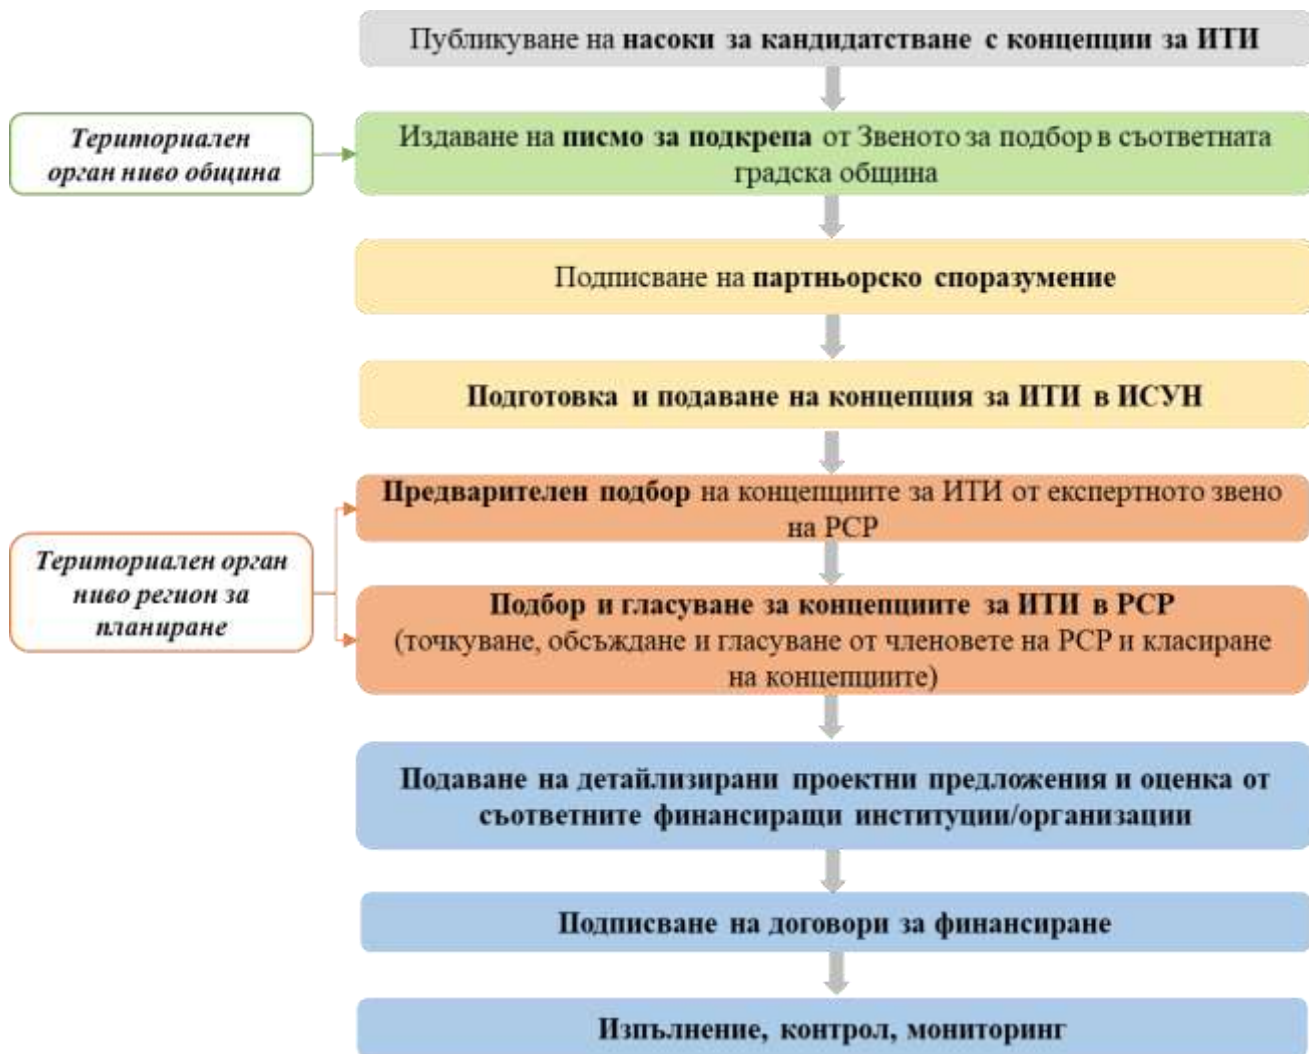 Публикуване на насоки за кандидатстване с концепции за ИТИ
Териториален
орган ниво община
Издаване на писмо за подкрепа от Звеното за подбор в съответната
градска община
Подписване на партньорско споразумение
Подготовка и подаване на концепция за ИТИ в ИСУН
Предварителен подбор на концепциите за ИТИ от експертното звено
на РСР
Териториален орган
ниво регион за
планиране
Подбор и гласуване за концепциите за ИТИ в РСР
(точкуване, обсъждане и гласуване от членовете на РСР и класиране
на концепциите)
Подаване на детайлизирани проектни предложения и оценка от
съответните финансиращи институции/организации
Подписване на договори за финансиране
Изпълнение, контрол, мониторинг